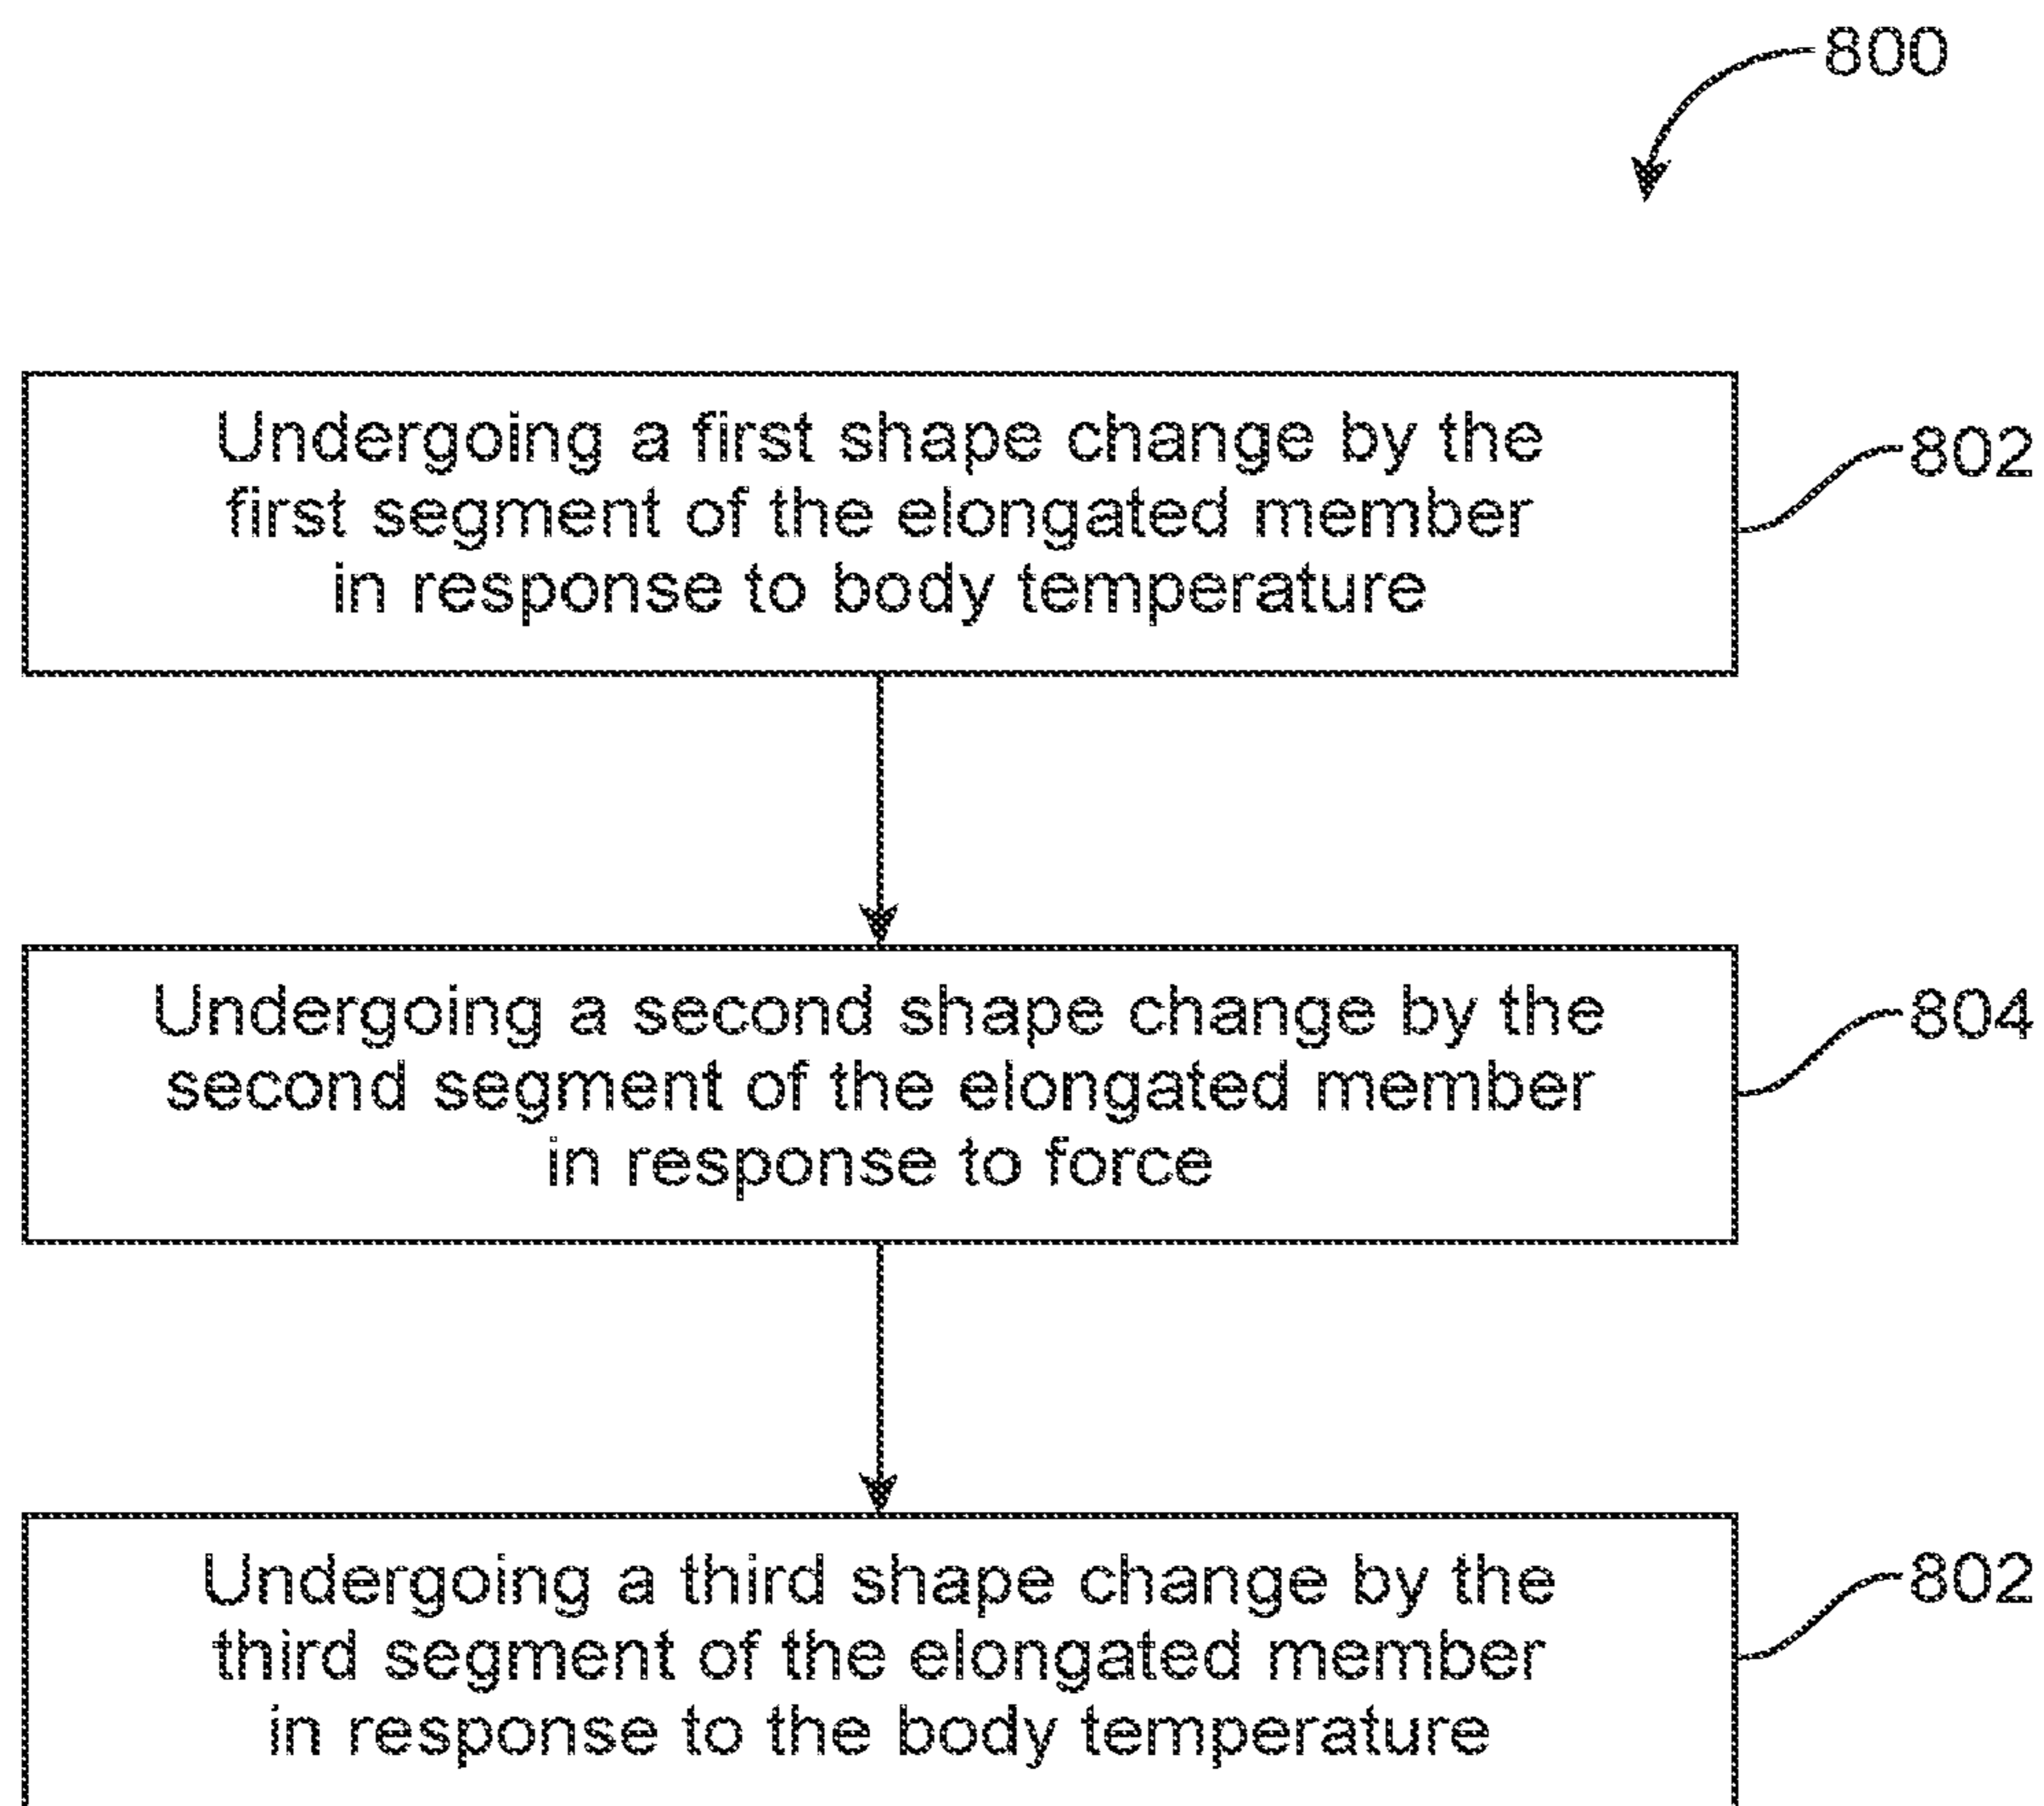 800
Undergoing a first shape change by the
first segment of the elongated member
in response to body temperature
802
Undergoing a second shape change by the
second segment of the elongated member
in response to force
804
Undergoing a third shape change by the
third segment of the elongated member
in response to the body temperature
802